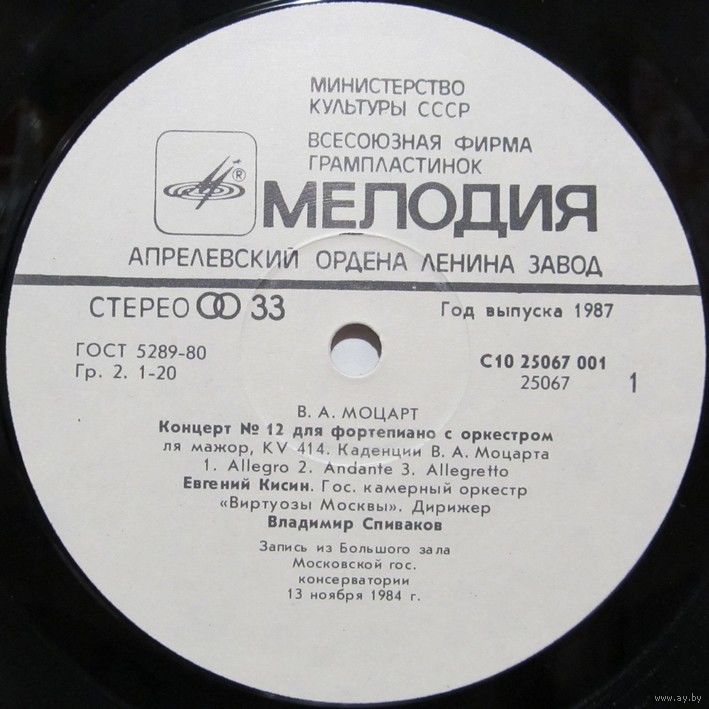 МИНИСТЕРСТВО
КУЛЬТУРЫ СССР
ВСЕСОЮЗНАЯ ФИРМА
ГРАМПЛАСТИНОК
®
МЕЛОДИЯ
АПРЕЛЕВСКИЙ ОРДЕНА ЛЕНИНА ЗАВОД
СТЕРЕО 33
Год выпуска 1987
ГОСТ 5289-80
Гр. 2. 1-20
С10 25067 001
25067
1
В. А. МОЦАРТ
Концерт № 12 для фортепиано с оркестром
ля мажор, KV 414. Каденции В. А. Моцарта
1. Allegro 2. Andante 3. Allegretto
Евгений Кисин. Гос. камерный оркестр
«Виртуозы Москвы». Дирижер
Владимир Спиваков
Запись из Большого зала
Московской гос.
консерватории
13 ноября 1984 г.
www.ay.by